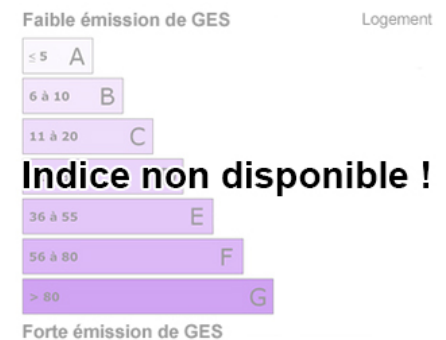 Faible émission de GES
Logement
≤ 5 A
6 à 10 B
11 à 20 C
Indice non disponible !
36 à 55 E
56 à 80 F
> 80 G
Forte émission de GES